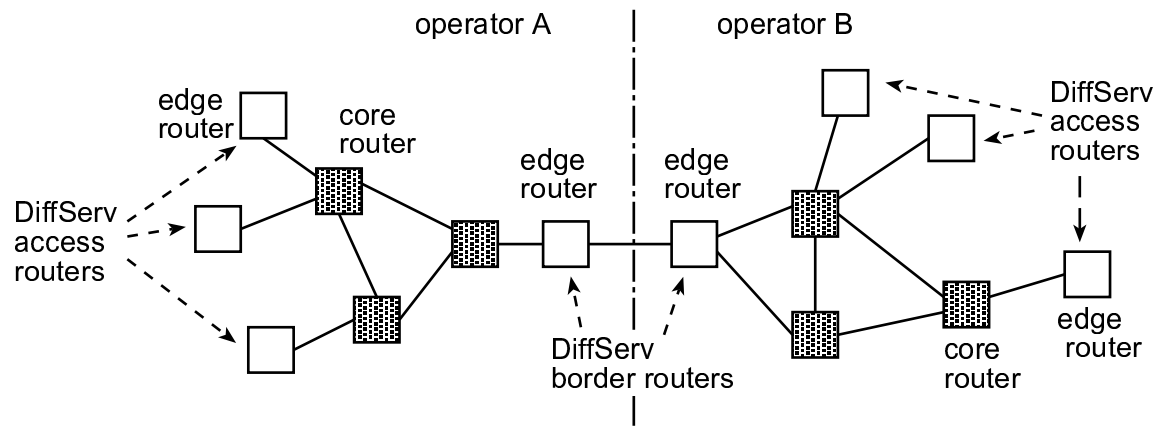 operator A
operator B
edge
router
core
router
edge
router
edge
router
DiffServ
access
routers
DiffServ
access
routers
DiffServ
border routers
core
router
edge
router